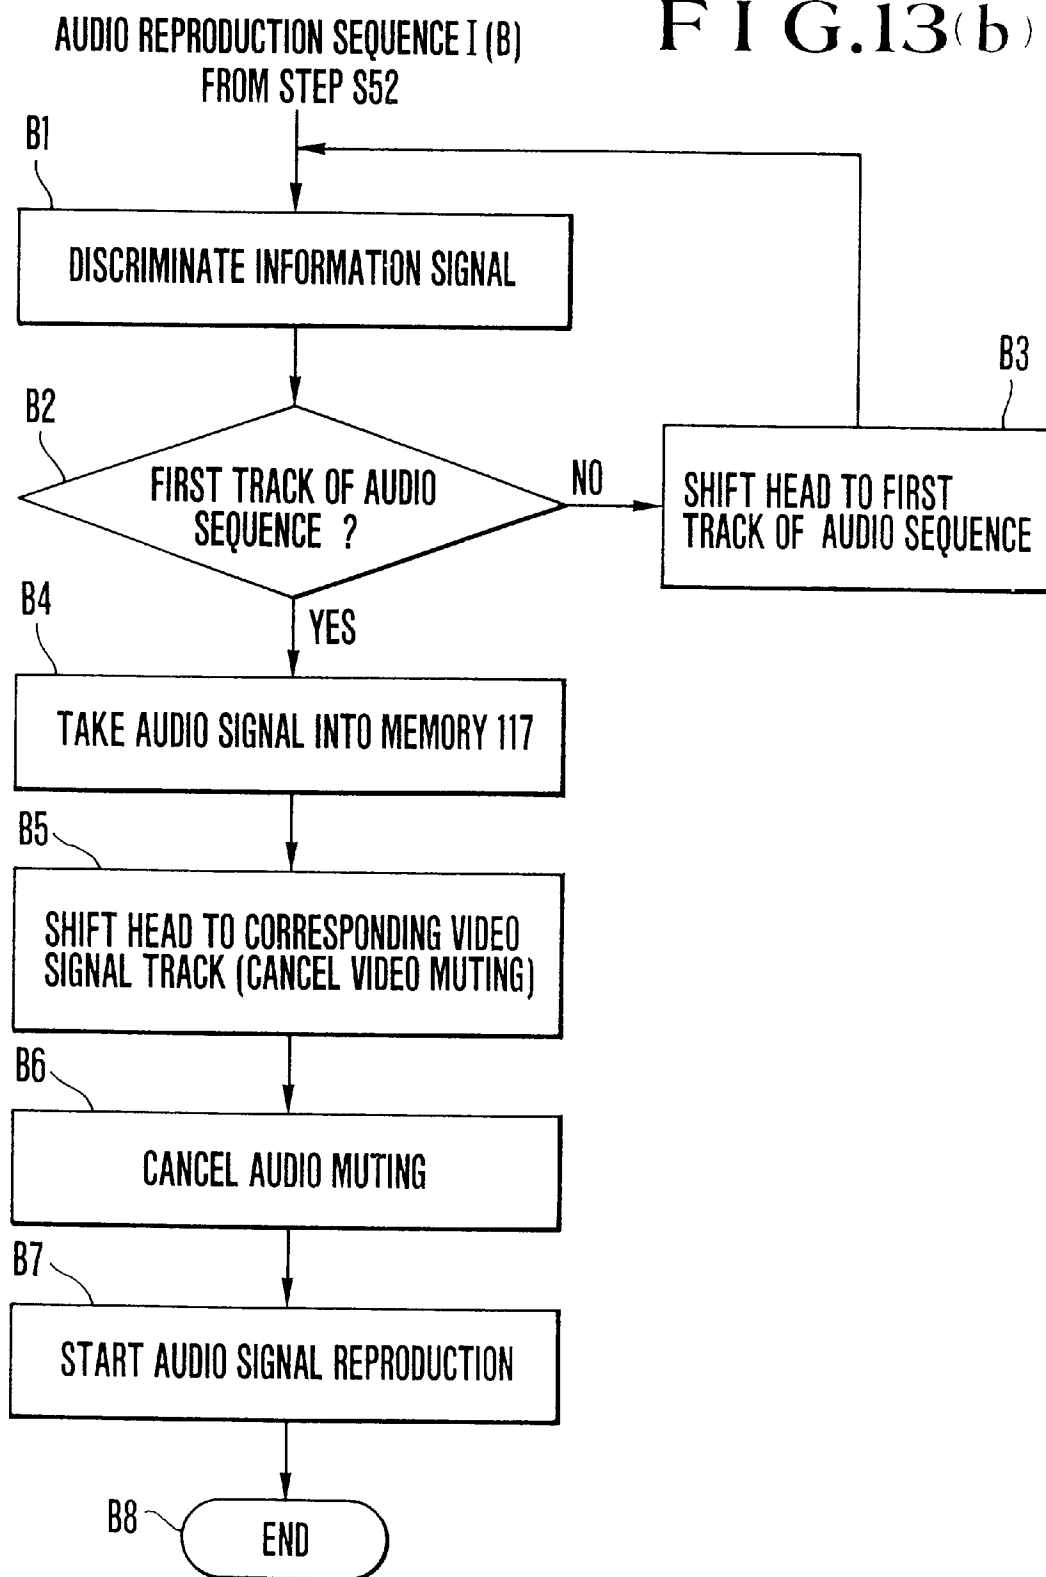 FIG.13(b)
AUDIO REPRODUCTION SEQUENCE I (B)
FROM STEP S52
B1
DISCRIMINATE INFORMATION SIGNAL
B2
FIRST TRACK OF AUDIO
SEQUENCE ?
NO
B3
SHIFT HEAD TO FIRST
TRACK OF AUDIO SEQUENCE
YES
B4
TAKE AUDIO SIGNAL INTO MEMORY 117
B5
SHIFT HEAD TO CORRESPONDING VIDEO
SIGNAL TRACK (CANCEL VIDEO MUTING)
B6
CANCEL AUDIO MUTING
B7
START AUDIO SIGNAL REPRODUCTION
B8
END